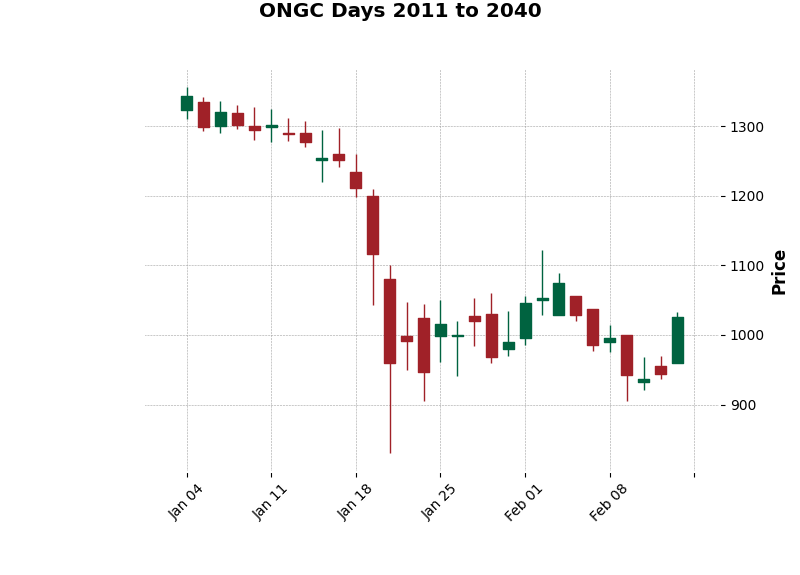 ONGC Days 2011 to 2040
1300
1200
1100
1000
900
Price
Jan 04
Jan 11
Jan 18
Jan 25
Feb 01
Feb 08